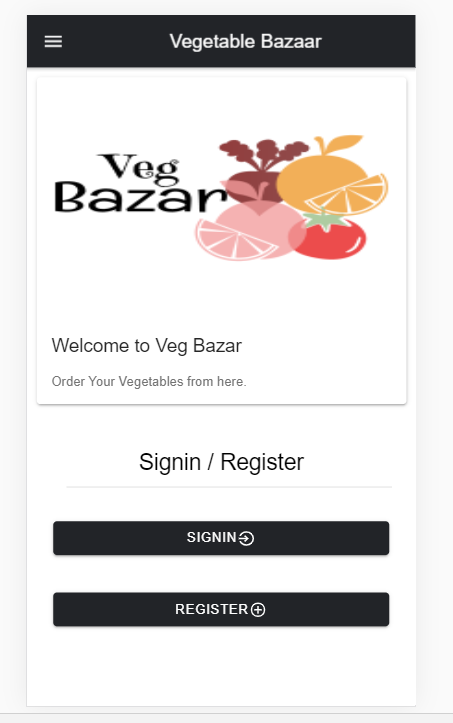 Vegetable Bazaar
Veg
Bazar
Welcome to Veg Bazar
Order Your Vegetables from here.
Signin / Register
SIGNIN
REGISTER